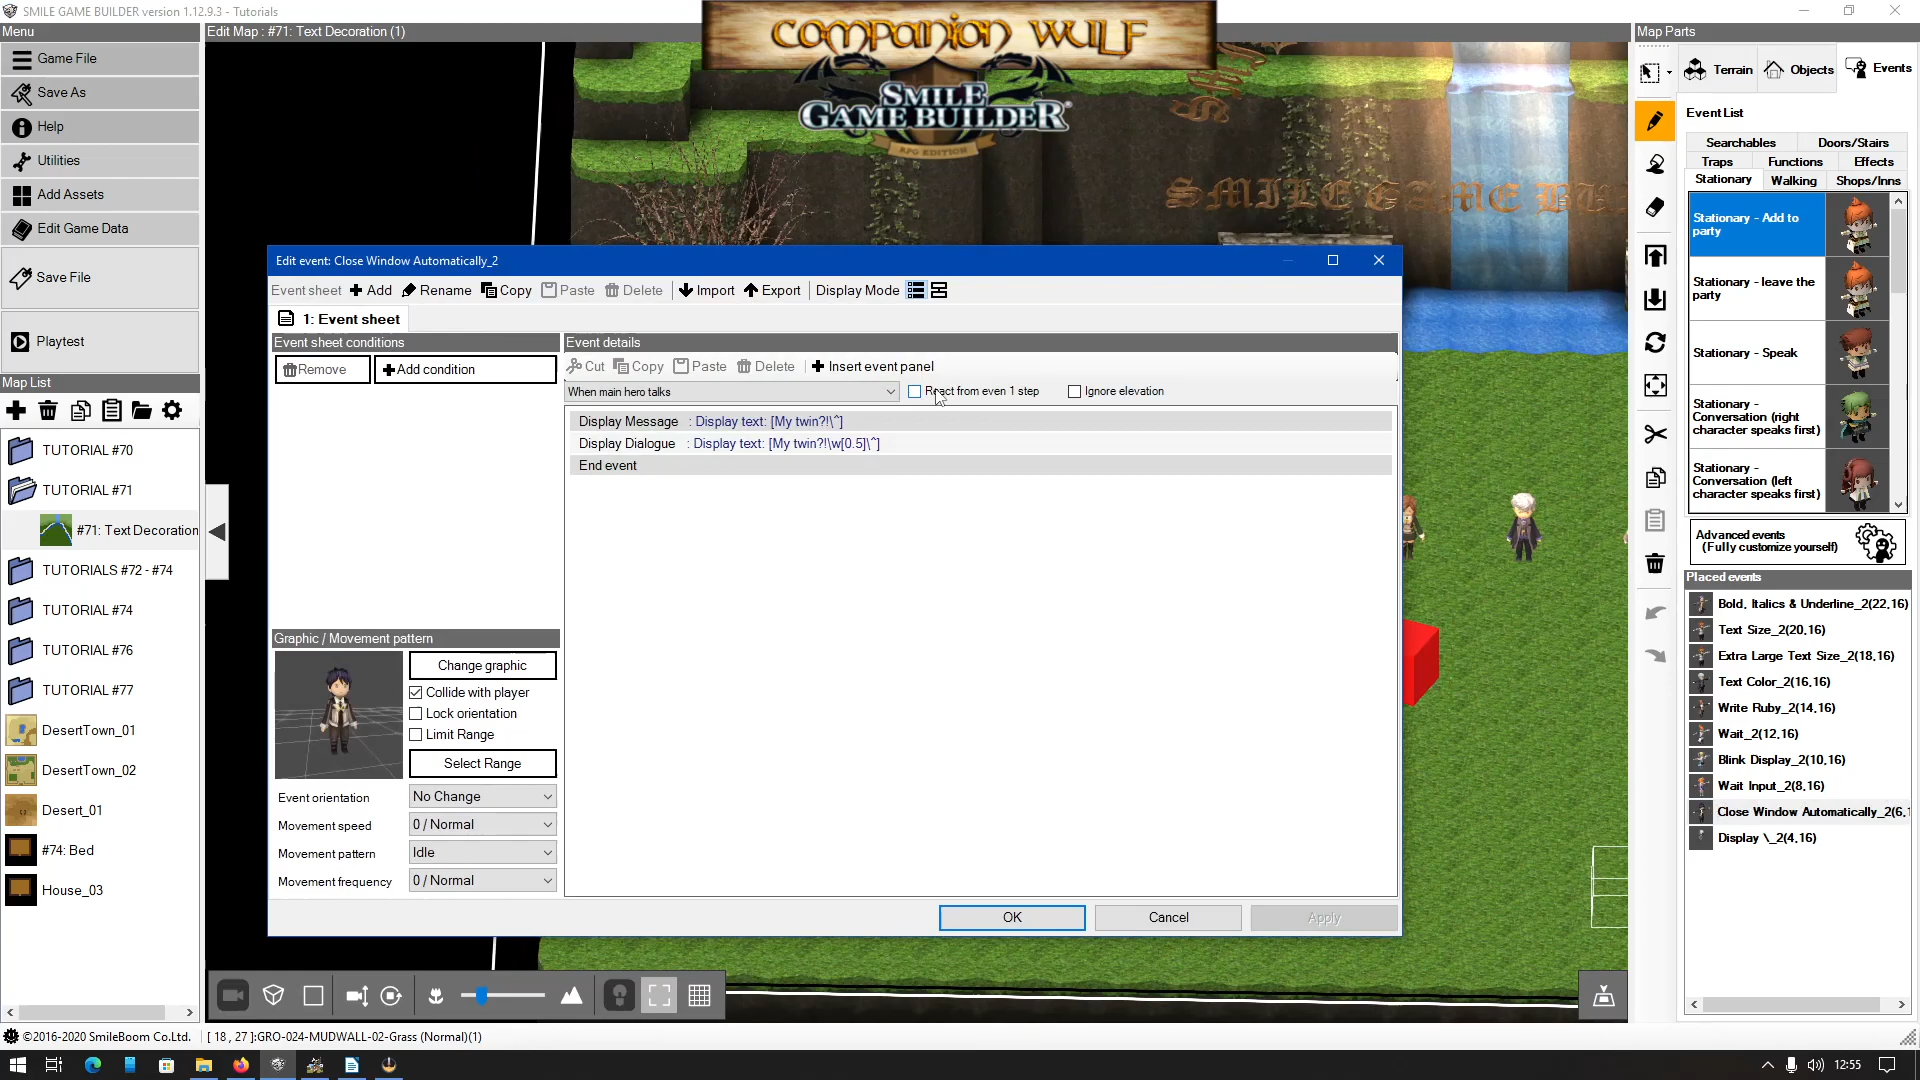 SMILE GAME BUILDER version 1.12.9.3 - Tutorials
Menu
Game File
Save As
Help
Utilities
Add Assets
Edit Game Data
Save File
Playtest
Map List
TUTORIAL #70
TUTORIAL #71
#71: Text Decoration
TUTORIALS #72 - #74
TUTORIAL #74
TUTORIAL #76
TUTORIAL #77
DesertTown_01
DesertTown_02
Desert_01
#74: Bed
House_03
Edit Map : #71: Text Decoration (1)
COMPANION WULF
SMILE
GAME BUILDER
RPG EDITION
SMILE GAME BU
Edit event: Close Window Automatically_2
Event sheet Add Rename Copy Paste Delete Import Export Display Mode
1: Event sheet
Event sheet conditions
Remove Add condition
Graphic / Movement pattern
Change graphic
Collide with player
Lock orientation
Limit Range
Select Range
Event orientation No Change
Movement speed 0 / Normal
Movement pattern Idle
Movement frequency 0 / Normal
Event details
Cut Copy Paste Delete Insert event panel
When main hero talks React from even 1 step Ignore elevation
Display Message : Display text: [My twin?!\^]
Display Dialogue : Display text: [My twin?!\w[0.5]\^]
End event
OK Cancel Apply
Map Parts
Terrain Objects Events
Event List
Searchables Doors/Stairs
Traps Functions Effects
Stationary Walking Shops/Inns
Stationary - Add to
party
Stationary - leave the
party
Stationary - Speak
Stationary -
Conversation (right
character speaks first)
Stationary -
Conversation (left
character speaks first)
Advanced events
(Fully customize yourself)
Placed events
Bold, Italics & Underline_2(22,16)
Text Size_2(20,16)
Extra Large Text Size_2(18,16)
Text Color_2(16,16)
Write Ruby_2(14,16)
Wait_2(12,16)
Blink Display_2(10,16)
Wait Input_2(8,16)
Close Window Automatically_2(6,1
Display \_2(4,16)
©2016-2020 SmileBoom Co.Ltd. [ 18 , 27 ]:GRO-024-MUDWALL-02-Grass (Normal)(1)
12:55